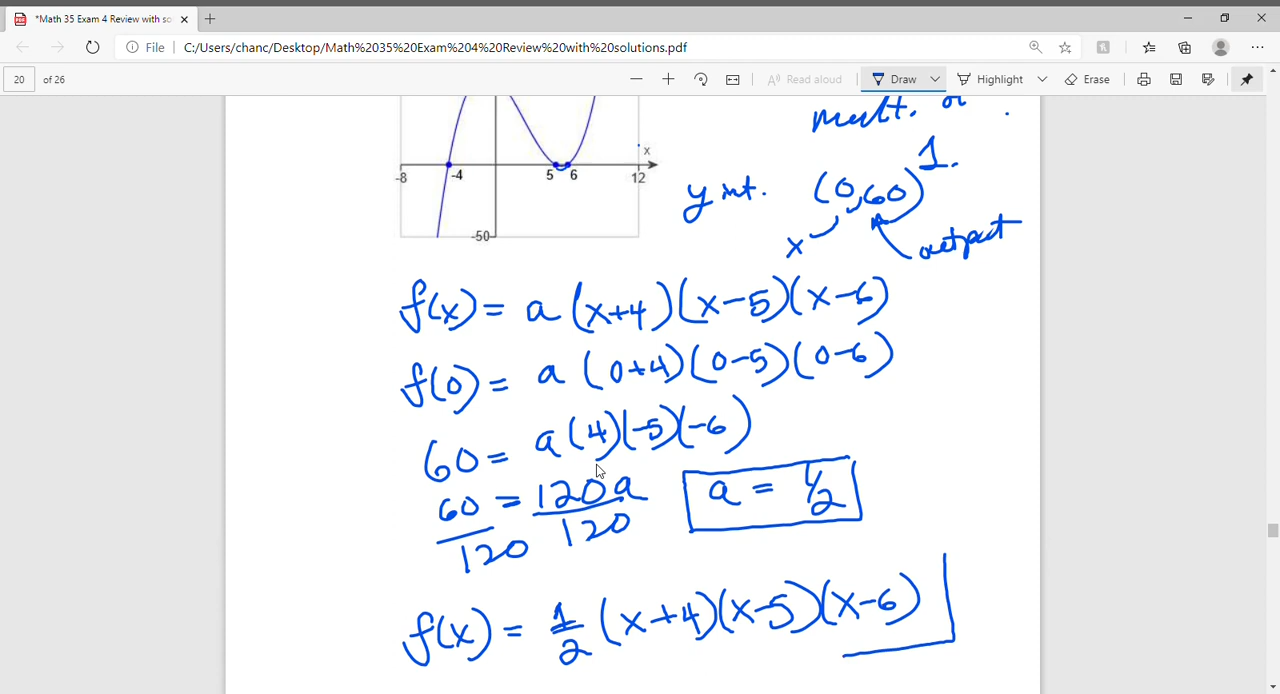 *Math 35 Exam 4 Review with so
File C:/Users/chanc/Desktop/Math%2035%20Exam%204%20Review%20with%20solutions.pdf
20 of 26 Read aloud Draw Highlight Erase
mult. of
1.
x
-8 -4 5 6 12
-50
y int. (0,60)
x output
f(x) = a(x+4)(x-5)(x-6)
f(0) = a(0+4)(0-5)(0-6)
60 = a(4)(-5)(-6)
60 = 120a
120 120
a = 1/2
f(x) = 1/2 (x+4)(x-5)(x-6)